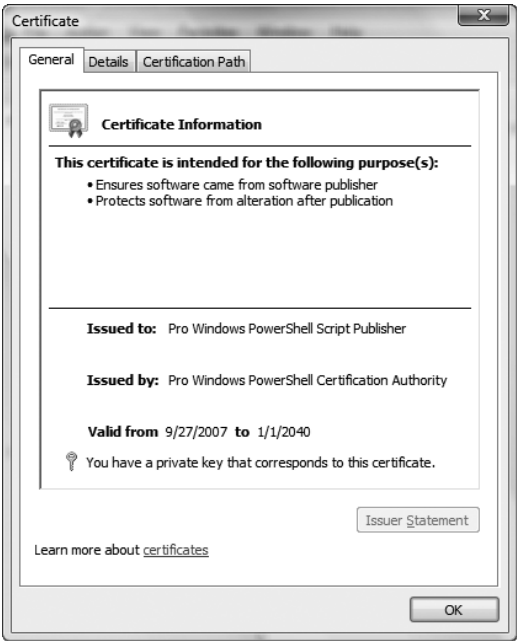 Certificate
General Details Certification Path
Certificate Information
This certificate is intended for the following purpose(s):
• Ensures software came from software publisher
• Protects software from alteration after publication
Issued to: Pro Windows PowerShell Script Publisher
Issued by: Pro Windows PowerShell Certification Authority
Valid from 9/27/2007 to 1/1/2040
You have a private key that corresponds to this certificate.
Issuer Statement
Learn more about certificates
OK